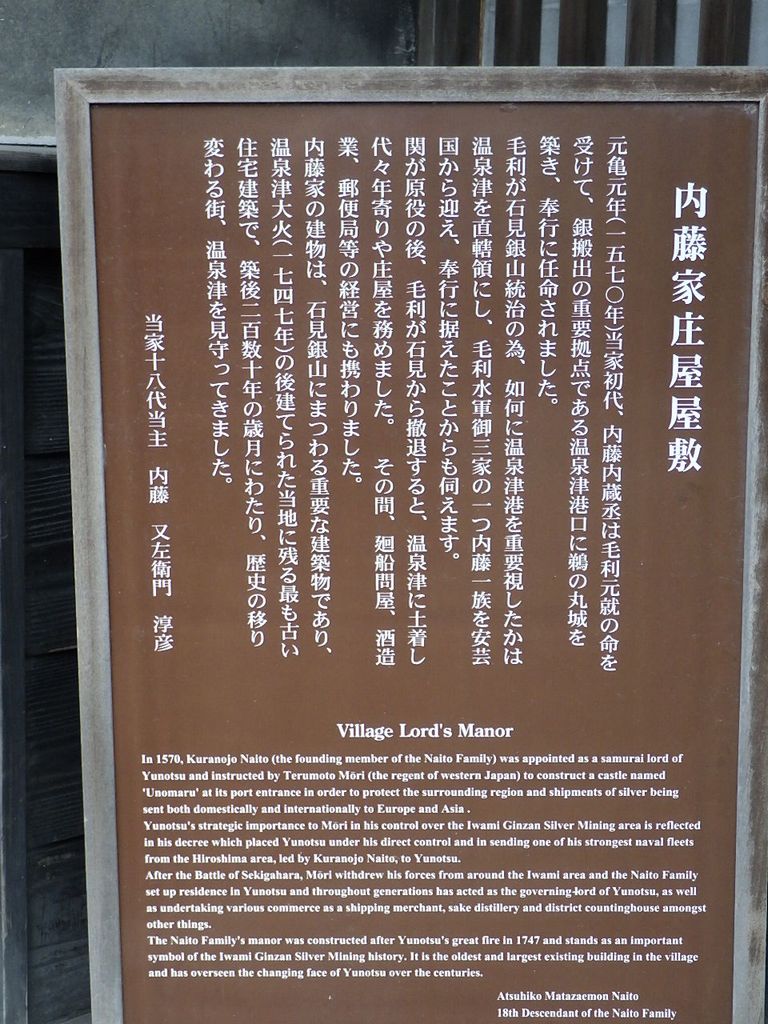 内藤家庄屋屋敷
元亀元年(一五七〇年)当家初代、内藤内蔵丞は毛利元就の命を
受けて、銀搬出の重要拠点である温泉津港口に鵜の丸城を
築き、奉行に任命されました。
毛利が石見銀山統治の為、如何に温泉津港を重要視したかは
温泉津を直轄領にし、毛利水軍御三家の一つ内藤一族を安芸
国から迎え、奉行に据えたことからも伺えます。
関が原役の後、毛利が石見から撤退すると、温泉津に土着し
代々年寄りや庄屋を務めました。 その間、廻船問屋、酒造
業、郵便局等の経営にも携わりました。
内藤家の建物は、石見銀山にまつわる重要な建築物であり、
温泉津大火(一七四七年)の後建てられた当地に残る最も古い
住宅建築で、築後二百数十年の歳月にわたり、歴史の移り
変わる街、温泉津を見守ってきました。
当家十八代当主 内藤 又左衛門 淳彦
Village Lord's Manor
In 1570, Kuranojo Naito (the founding member of the Naito Family) was appointed as a samurai lord of
Yunotsu and instructed by Terumoto Mōri (the regent of western Japan) to construct a castle named
'Unomaru' at its port entrance in order to protect the surrounding region and shipments of silver being
sent both domestically and internationally to Europe and Asia .
Yunotsu's strategic importance to Mōri in his control over the Iwami Ginzan Silver Mining area is reflected
in his decree which placed Yunotsu under his direct control and in sending one of his strongest naval fleets
from the Hiroshima area, led by Kuranojo Naito, to Yunotsu.
After the Battle of Sekigahara, Mōri withdrew his forces from around the Iwami area and the Naito Family
set up residence in Yunotsu and throughout generations has acted as the governing-lord of Yunotsu, as well
as undertaking various commerce as a shipping merchant, sake distillery and district countinghouse amongst
other things.
The Naito Family's manor was constructed after Yunotsu's great fire in 1747 and stands as an important
symbol of the Iwami Ginzan Silver Mining history. It is the oldest and largest existing building in the village
and has overseen the changing face of Yunotsu over the centuries.
Atsuhiko Matazaemon Naito
18th Descendant of the Naito Family